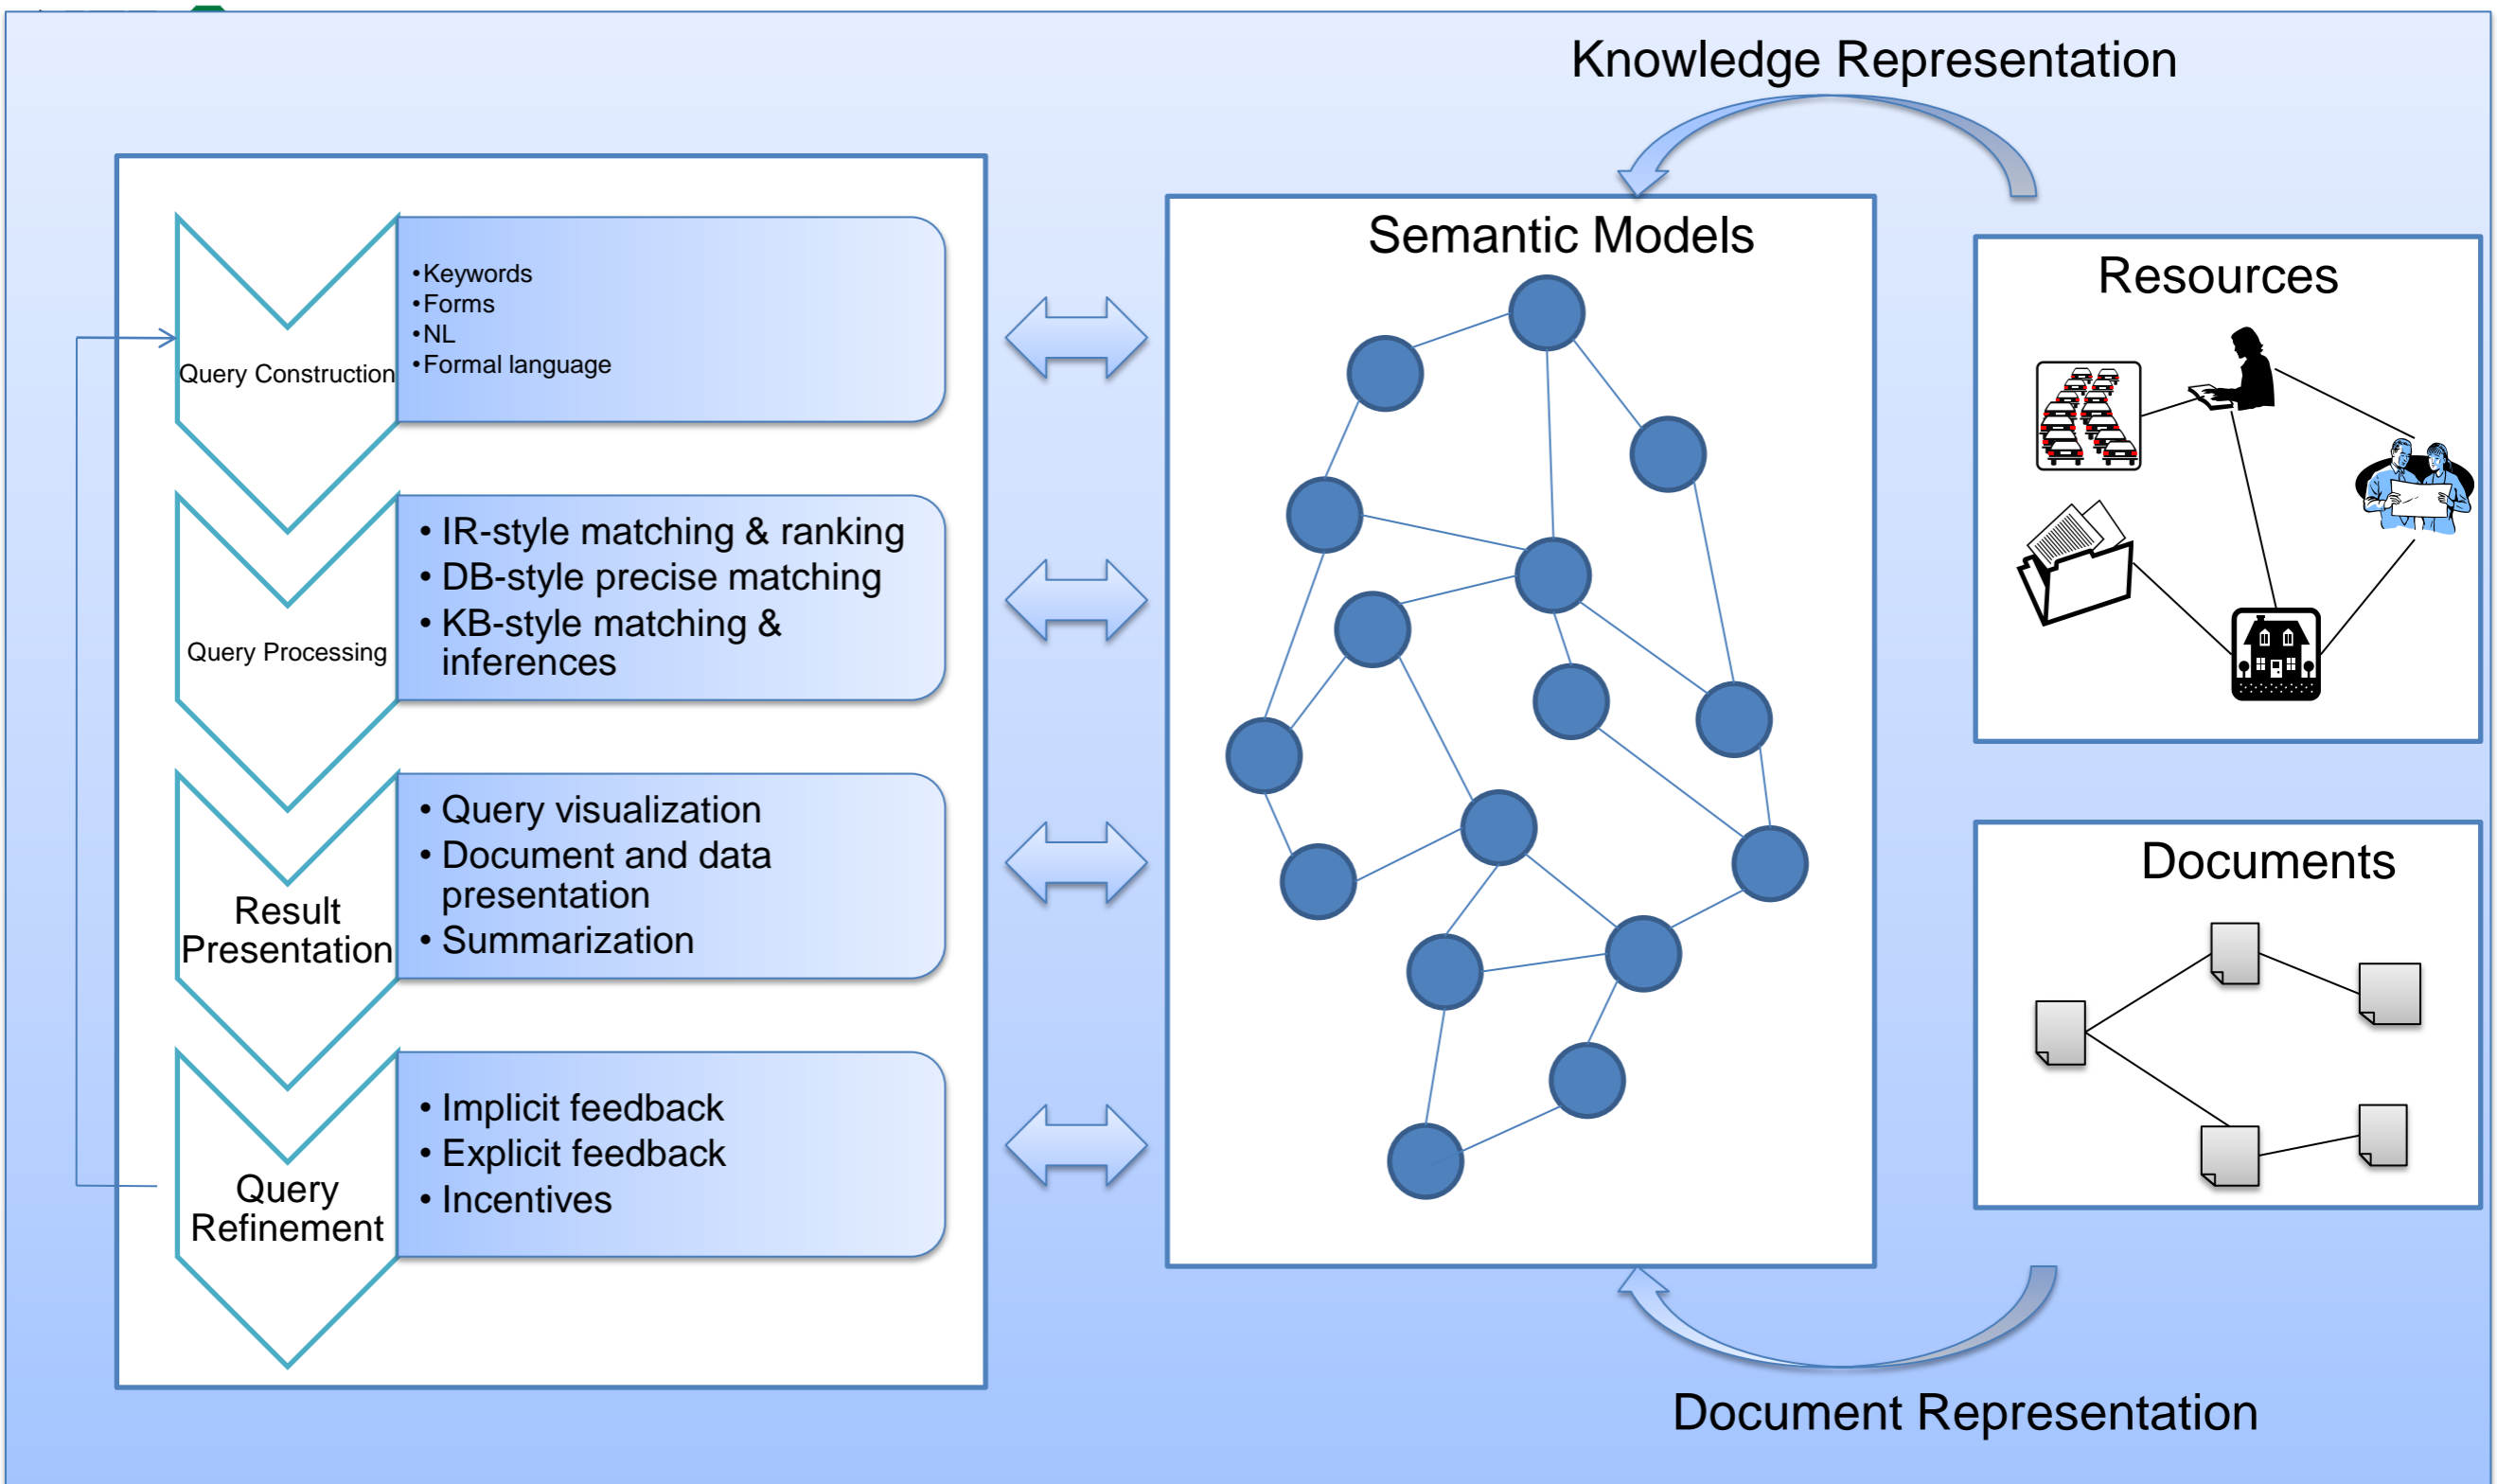 Knowledge Representation
Query Construction
•Keywords
•Forms
•NL
•Formal language
Query Processing
• IR-style matching & ranking
• DB-style precise matching
• KB-style matching &
inferences
Result
Presentation
• Query visualization
• Document and data
presentation
• Summarization
Query
Refinement
• Implicit feedback
• Explicit feedback
• Incentives
Semantic Models
Resources
Documents
Document Representation